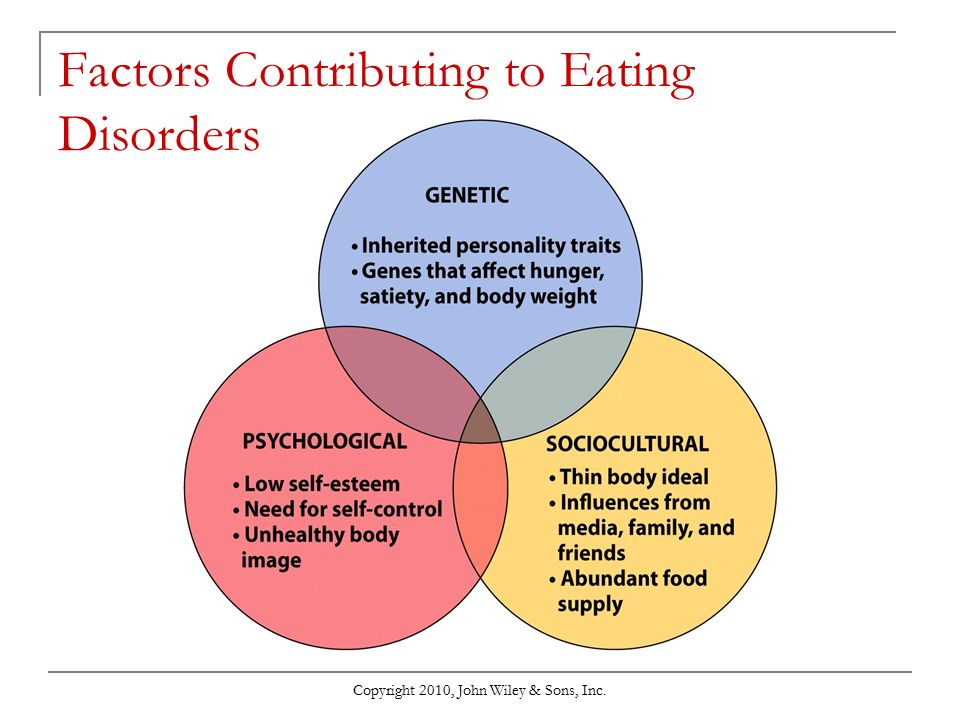 Factors Contributing to Eating
Disorders
GENETIC
• Inherited personality traits
• Genes that affect hunger,
satiety, and body weight
PSYCHOLOGICAL
• Low self-esteem
• Need for self-control
• Unhealthy body
image
SOCIOCULTURAL
• Thin body ideal
• Influences from
media, family, and
friends
• Abundant food
supply
Copyright 2010, John Wiley & Sons, Inc.